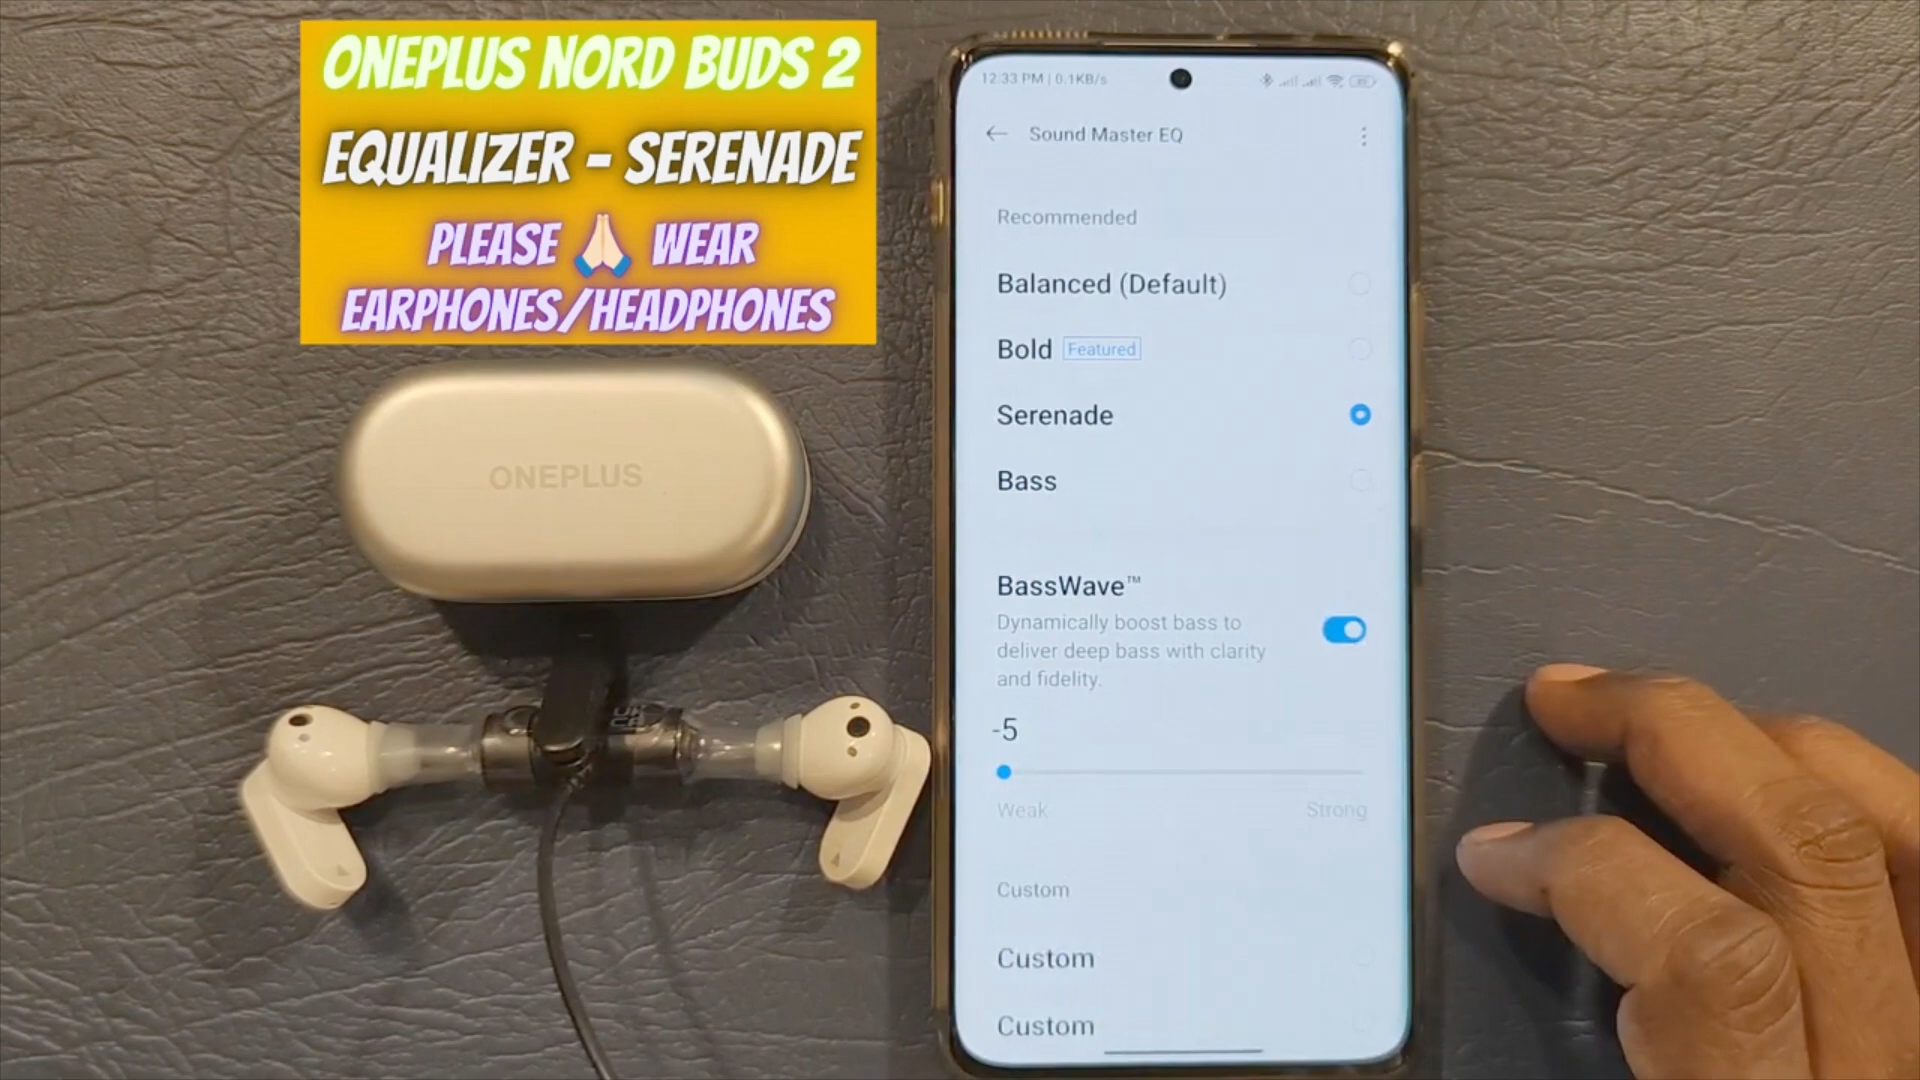 ONEPLUS NORD BUDS 2
EQUALIZER - SERENADE
PLEASE 🙏🏻 WEAR
EARPHONES/HEADPHONES
ONEPLUS
12:33 PM | 0.1KB/s
Sound Master EQ
Recommended
Balanced (Default)
Bold Featured
Serenade
Bass
BassWave™
Dynamically boost bass to
deliver deep bass with clarity
and fidelity.
-5
Weak Strong
Custom
Custom
Custom